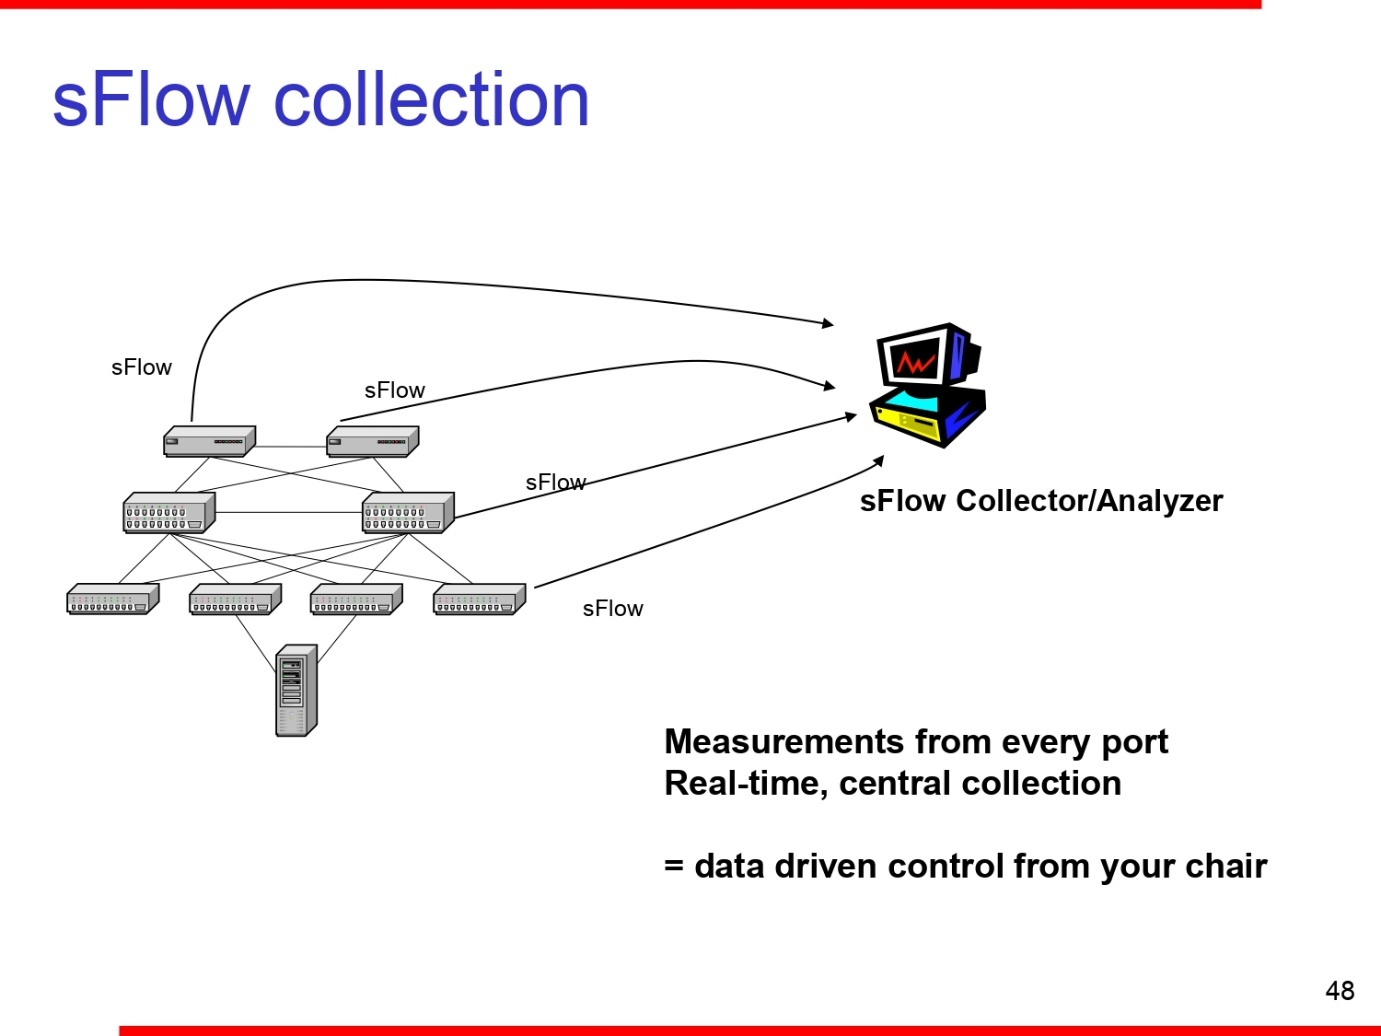 sFlow collection
sFlow
sFlow
sFlow
sFlow Collector/Analyzer
sFlow
Measurements from every port
Real-time, central collection
= data driven control from your chair
48